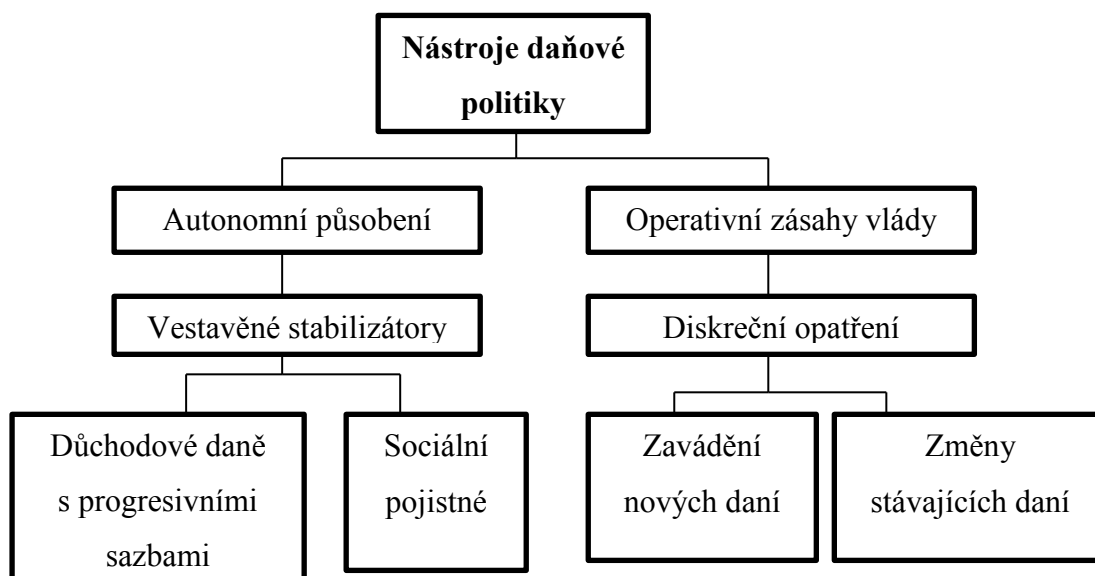 Nástroje daňové
politiky
Autonomní působení
Operativní zásahy vlády
Vestavěné stabilizátory
Diskreční opatření
Důchodové daně
s progresivními
sazbami
Sociální
pojistné
Zavádění
nových daní
Změny
stávajících daní